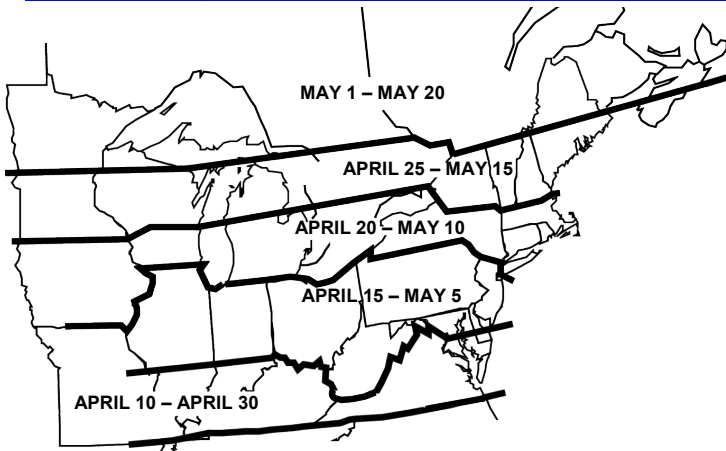 MAY 1 – MAY 20
APRIL 25 – MAY 15
APRIL 20 – MAY 10
APRIL 15 – MAY 5
APRIL 10 – APRIL 30